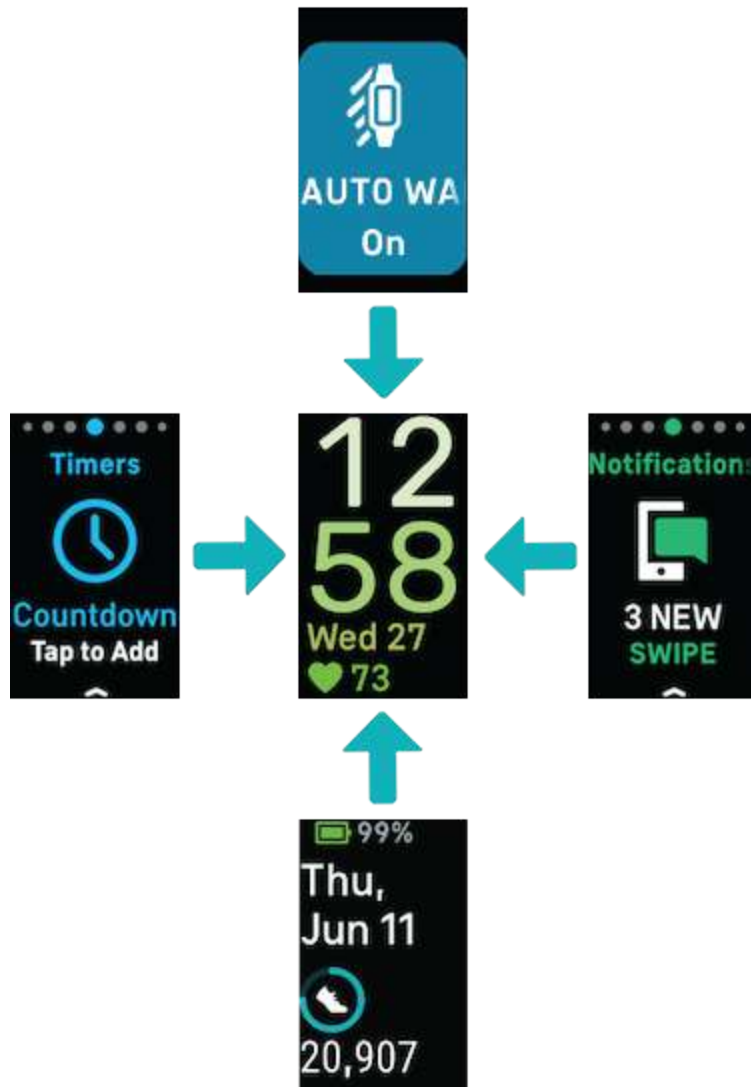 AUTO WA
On
Timers
Countdown
Tap to Add
12
58
Wed 27
73
Notification
3 NEW
SWIPE
99%
Thu,
Jun 11
20,907